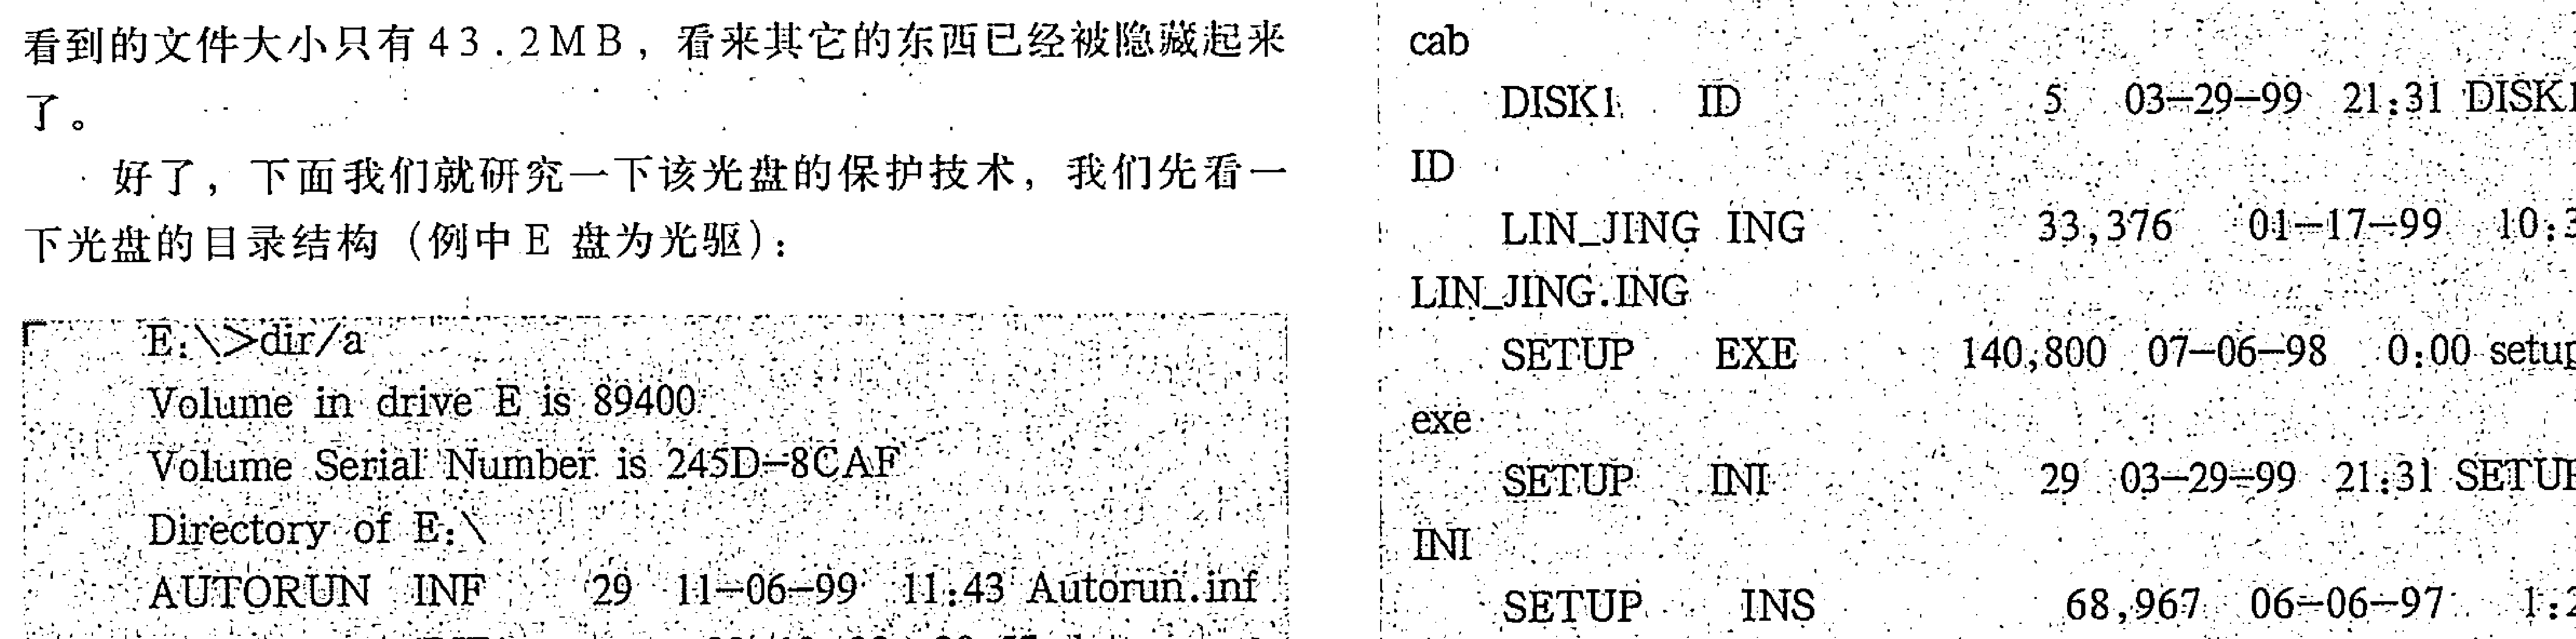 看到的文件大小只有43.2MB，看来其它的东西已经被隐藏起来
了。
好了，下面我们就研究一下该光盘的保护技术，我们先看一
下光盘的目录结构（例中E 盘为光驱）：
E:\>dir/a
Volume in drive E is 89400
Volume Serial Number is 245D-8CAF
Directory of E:\
AUTORUN INF 29 11-06-99 11:43 Autorun.inf
cab
DISK1 ID 5 03-29-99 21:31 DISK1
ID
LIN_JING ING 33,376 01-17-99 10:3
LIN_JING.ING
SETUP EXE 140,800 07-06-98 0:00 setup
exe
SETUP INI 29 03-29-99 21:31 SETUP
INI
SETUP INS 68,967 06-06-97 1:2